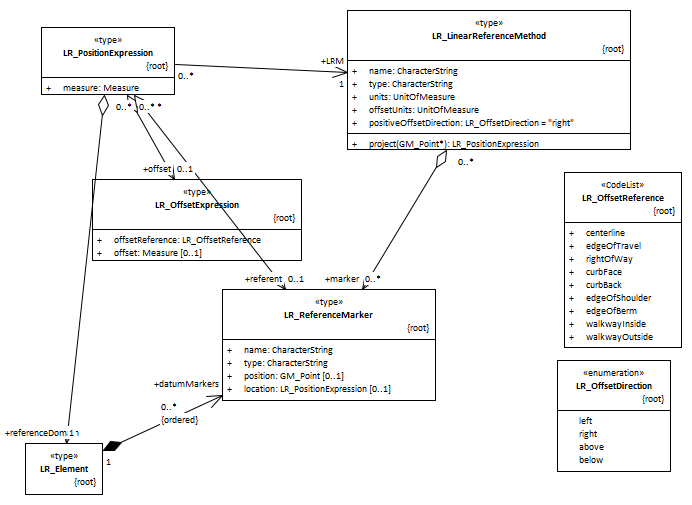 «type»
LR_PositionExpression
{root}
+ measure: Measure
«type»
LR_LinearReferenceMethod
{root}
+ name: CharacterString
+ type: CharacterString
+ units: UnitOfMeasure
+ offsetUnits: UnitOfMeasure
+ positiveOffsetDirection: LR_OffsetDirection = "right"
+ project(GM_Point*): LR_PositionExpression
+LRM
0..*
1
0..*
0..*
*
0..*
+offset
0..1
«type»
LR_OffsetExpression
{root}
+ offsetReference: LR_OffsetReference
+ offset: Measure [0..1]
«CodeList»
LR_OffsetReference
{root}
+ centerline
+ edgeOfTravel
+ rightOfWay
+ curbFace
+ curbBack
+ edgeOfShoulder
+ edgeOfBerm
+ walkwayInside
+ walkwayOutside
+referent
0..1
+marker
0..*
«type»
LR_ReferenceMarker
{root}
+ name: CharacterString
+ type: CharacterString
+ position: GM_Point [0..1]
+ location: LR_PositionExpression [0..1]
«enumeration»
LR_OffsetDirection
{root}
left
right
above
below
+datumMarkers
0..*
{ordered}
1
«type»
LR_Element
{root}